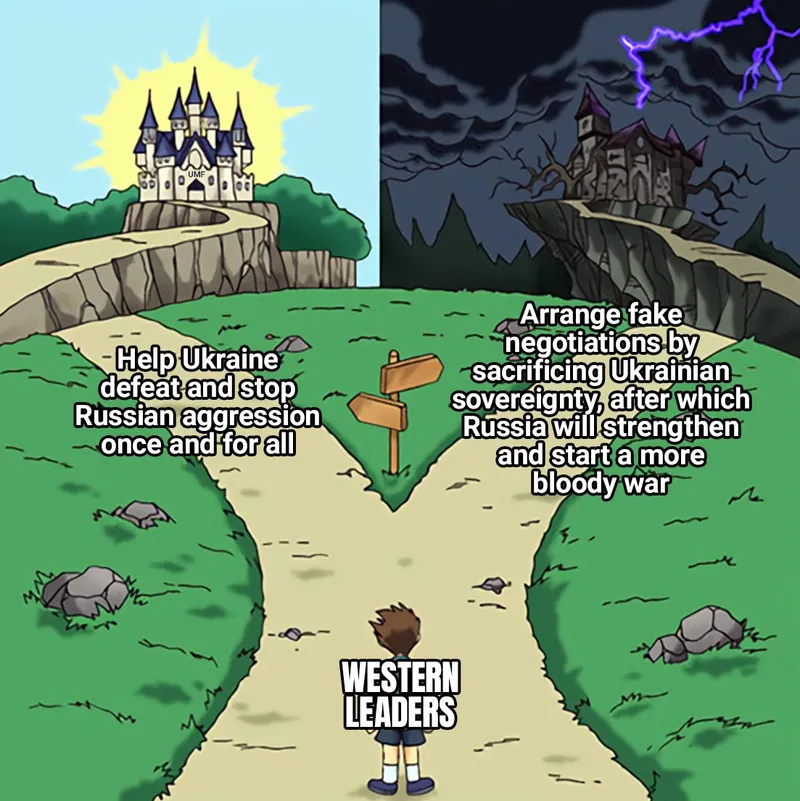 UMF
Help Ukraine
defeat and stop
Russian aggression
once and for all
Arrange fake
negotiations by
sacrificing Ukrainian
sovereignty, after which
Russia will strengthen
and start a more
bloody war
WESTERN
LEADERS